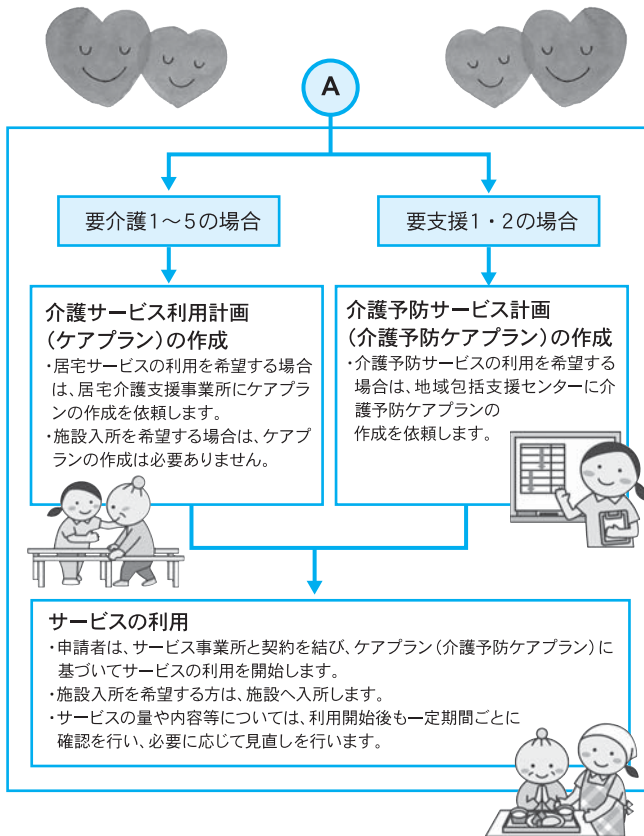 A
要介護1～5の場合
要支援1・2の場合
介護サービス利用計画
（ケアプラン）の作成
・居宅サービスの利用を希望する場合
は、居宅介護支援事業所にケアプラ
ンの作成を依頼します。
・施設入所を希望する場合は、ケアプ
ランの作成は必要ありません。
介護予防サービス計画
（介護予防ケアプラン）の作成
・介護予防サービスの利用を希望する
場合は、地域包括支援センターに介
護予防ケアプランの
作成を依頼します。
サービスの利用
・申請者は、サービス事業所と契約を結び、ケアプラン（介護予防ケアプラン）に
基づいてサービスの利用を開始します。
・施設入所を希望する方は、施設へ入所します。
・サービスの量や内容等については、利用開始後も一定期間ごとに
確認を行い、必要に応じて見直しを行います。